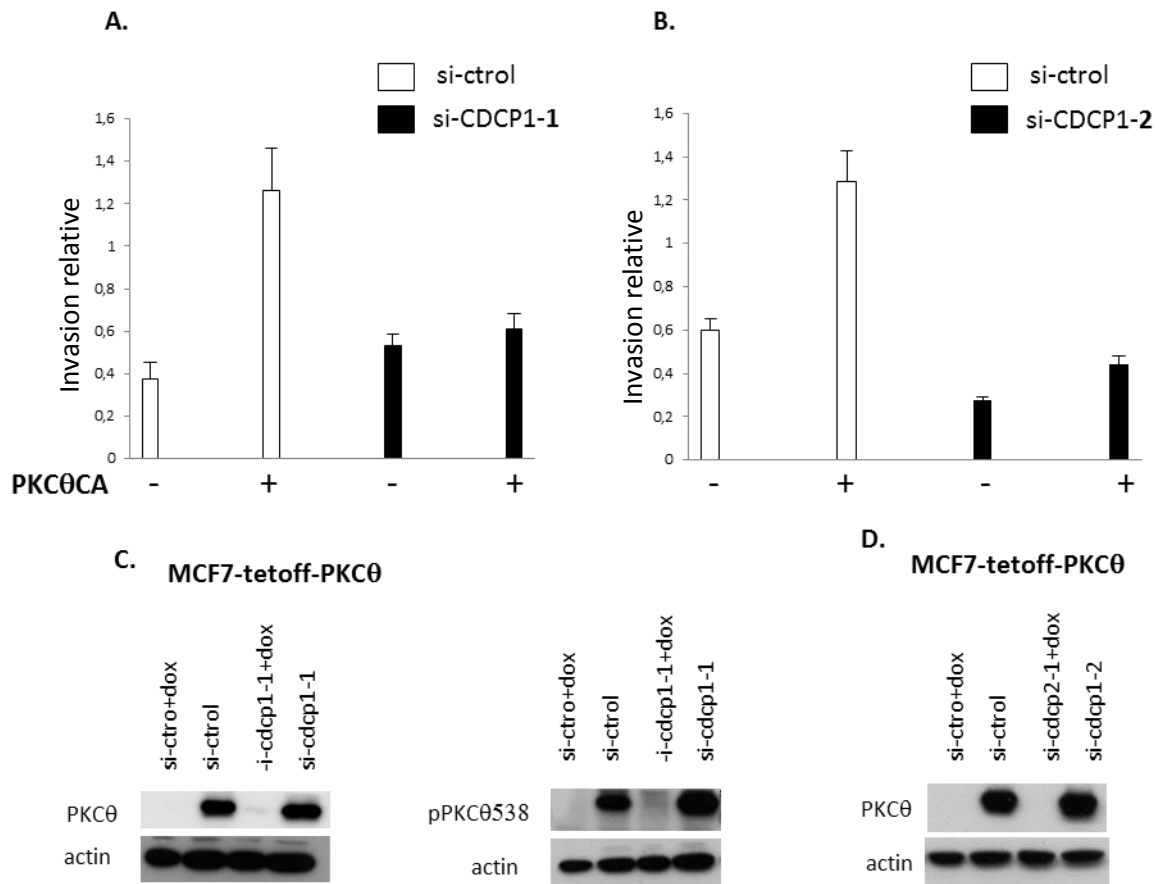 A.
si-ctrol
si-CDCP1-1
1,6
1,4
1,2
1
0,8
0,6
0,4
0,2
0
Invasion relative
PKCθCA
- + - +
B.
si-ctrol
si-CDCP1-2
1,6
1,4
1,2
1
0,8
0,6
0,4
0,2
0
Invasion relative
- + - +
C.
MCF7-tetoff-PKCθ
si-ctro+dox
si-ctrol
-i-cdcp1-1+dox
si-cdcp1-1
PKCθ
actin
si-ctro+dox
si-ctrol
-i-cdcp1-1+dox
si-cdcp1-1
pPKCθ538
actin
D.
MCF7-tetoff-PKCθ
si-ctro+dox
si-ctrol
si-cdcp2-1+dox
si-cdcp1-2
PKCθ
actin